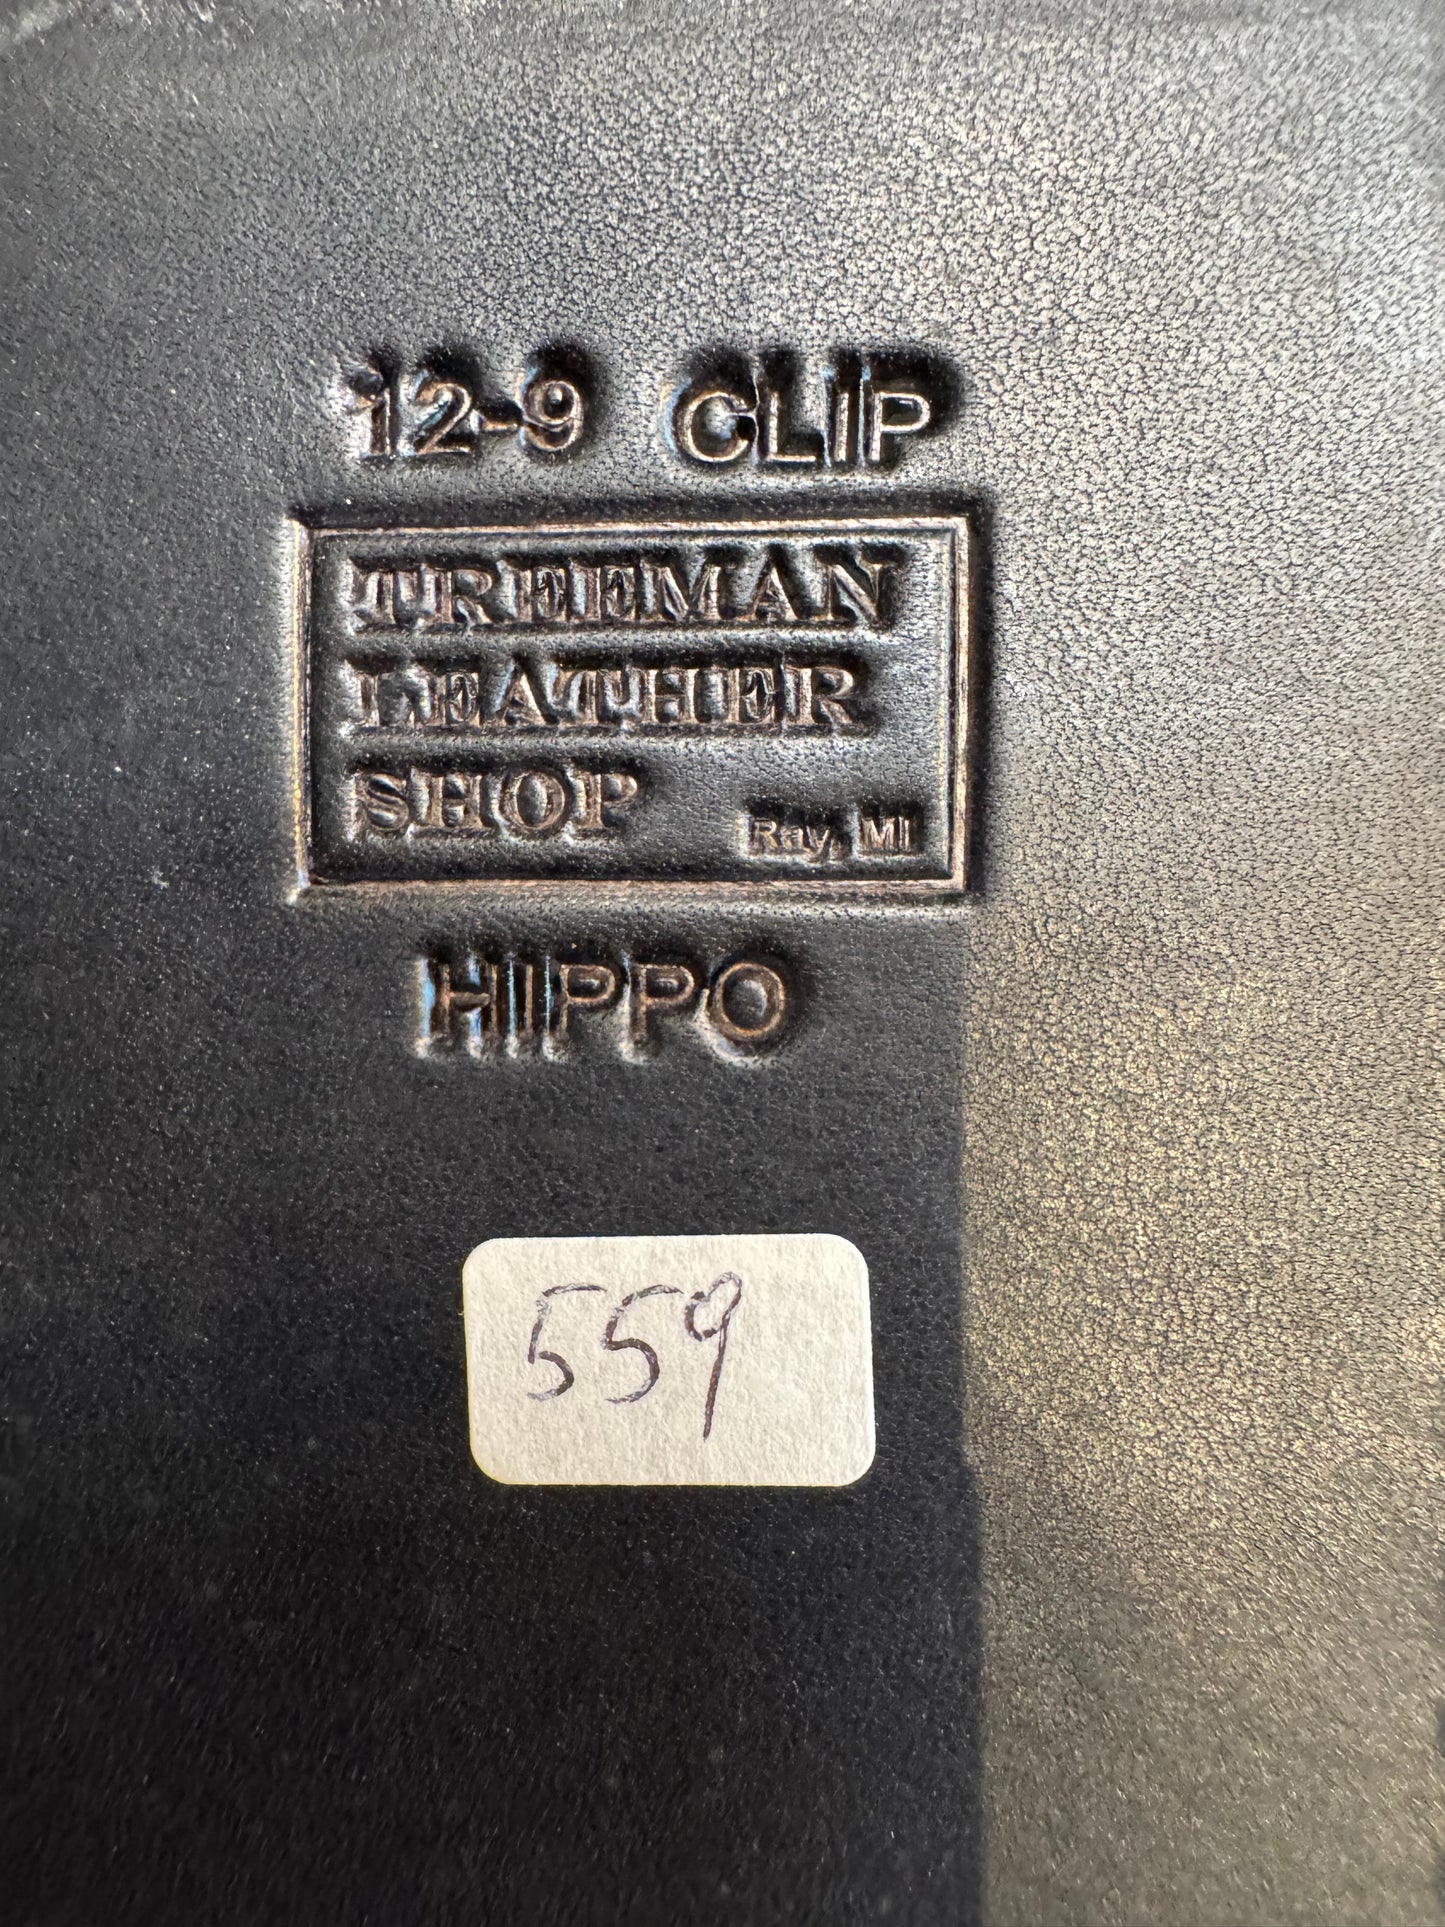 12-9 CLIP
TREEMAN
LEATHER
SHOP Ray, MI
HIPPO
559